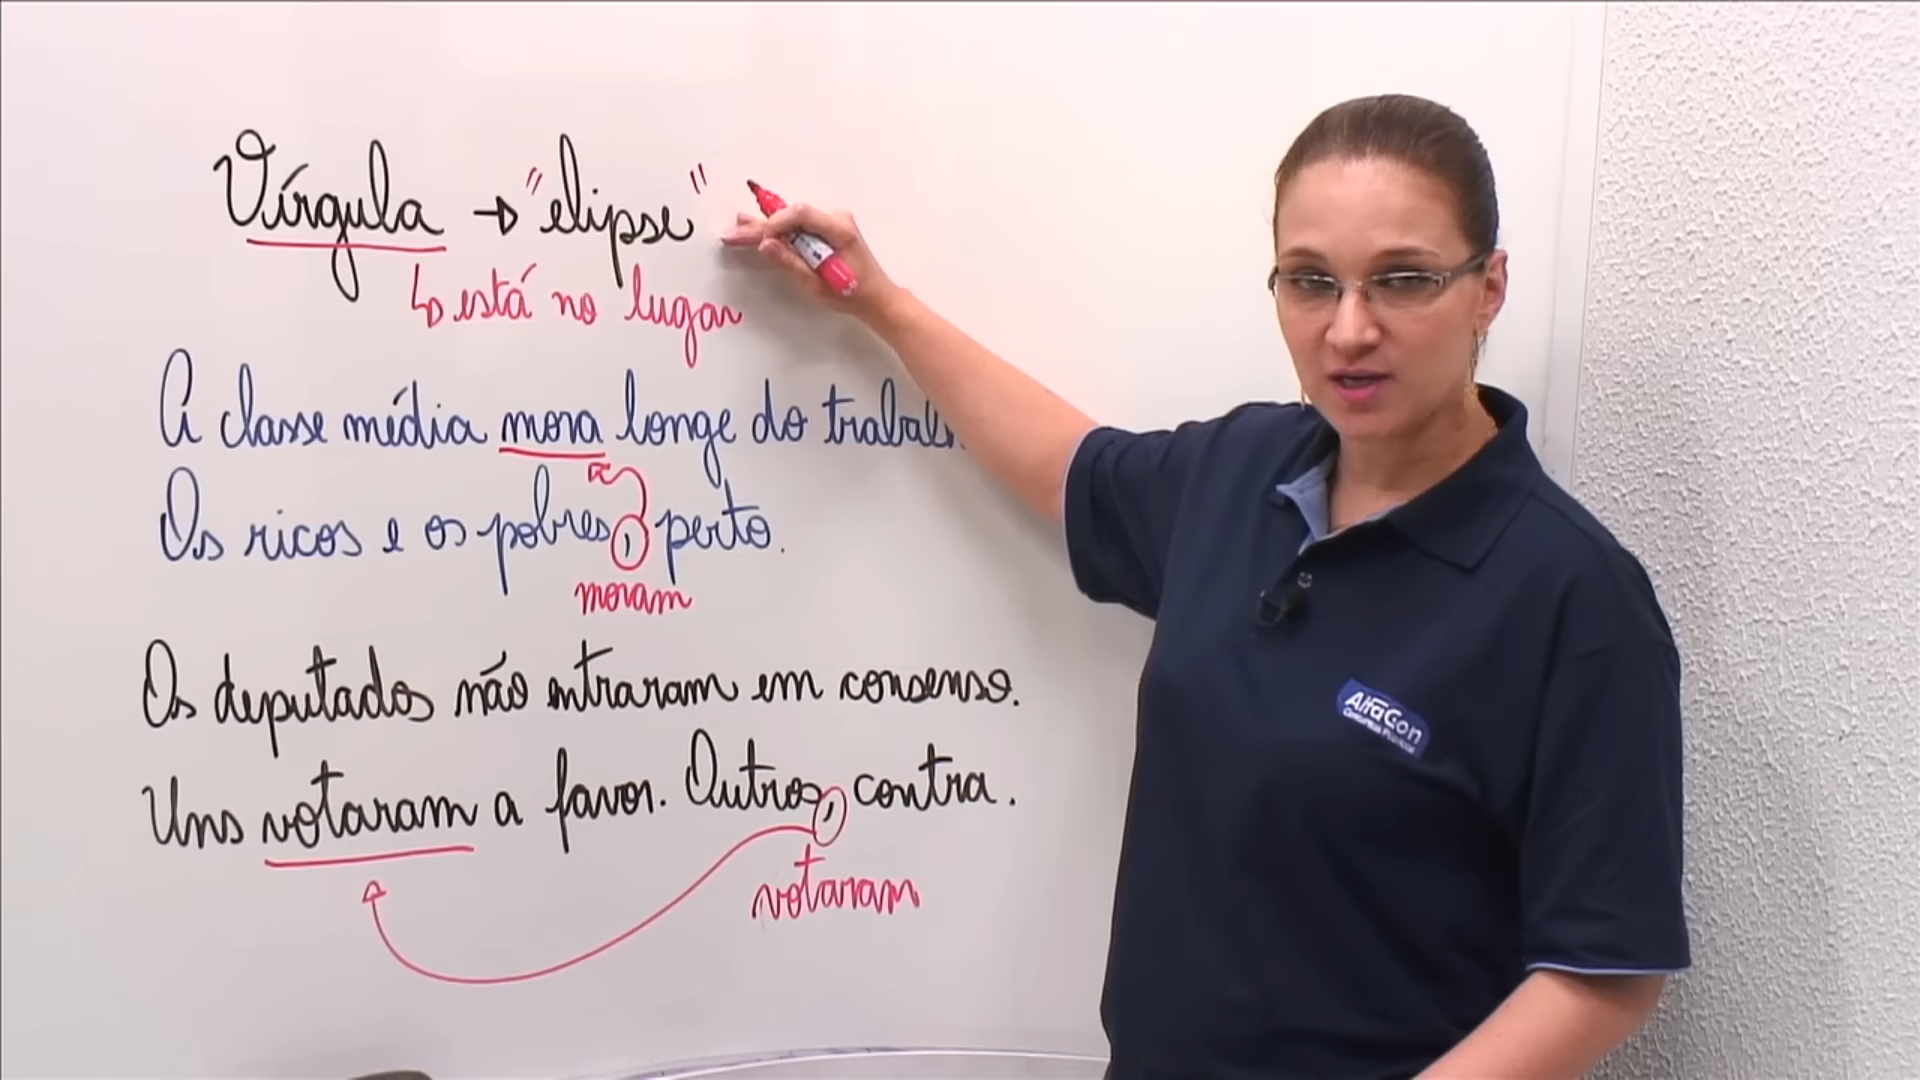 Vírgula → "elipse"
↳ está no lugar
A classe média mora longe do
Os ricos e os pobres, perto.
moram
Os deputados não entraram em consenso.
Uns votaram a favor. Outros, contra.
votaram
AlfaCon